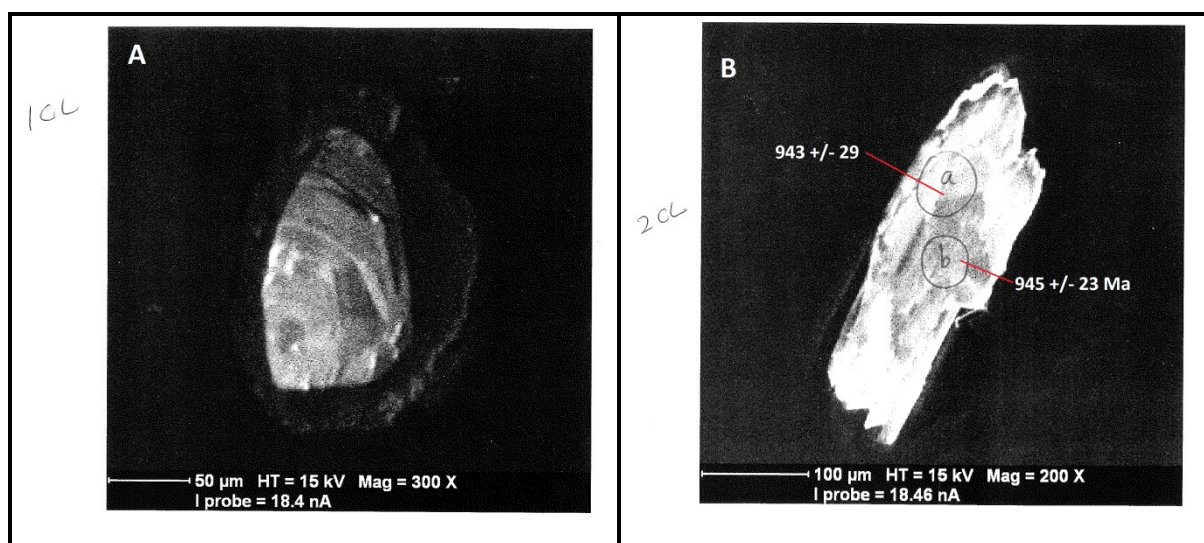 A
1CL
50 µm HT = 15 kV Mag = 300 X
I probe = 18.4 nA
B
943 +/- 29
a
2CL
b
945 +/- 23 Ma
100 µm HT = 15 kV Mag = 200 X
I probe = 18.46 nA